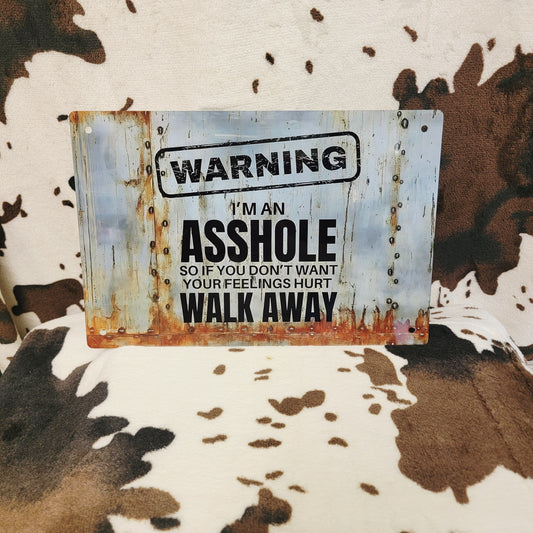 WARNING
I'M AN
ASSHOLE
SO IF YOU DON'T WANT
YOUR FEELINGS HURT
WALK AWAY